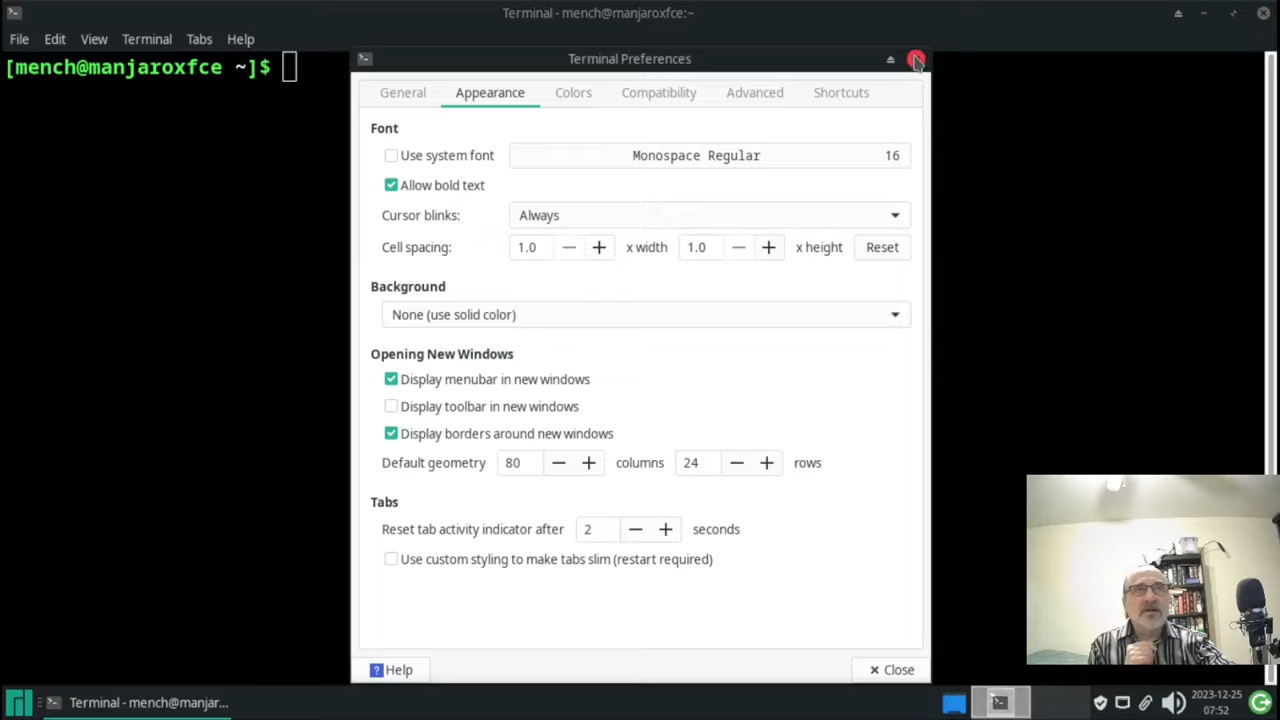 Terminal - mench@manjaroxfce:~
File Edit View Terminal Tabs Help
[mench@manjaroxfce ~]$
Terminal Preferences
General Appearance Colors Compatibility Advanced Shortcuts
Font
Use system font Monospace Regular 16
Allow bold text
Cursor blinks: Always
Cell spacing: 1.0 x width 1.0 x height Reset
Background
None (use solid color)
Opening New Windows
Display menubar in new windows
Display toolbar in new windows
Display borders around new windows
Default geometry 80 columns 24 rows
Tabs
Reset tab activity indicator after 2 seconds
Use custom styling to make tabs slim (restart required)
Help Close
Terminal - mench@manjar...
2023-12-25
07:52